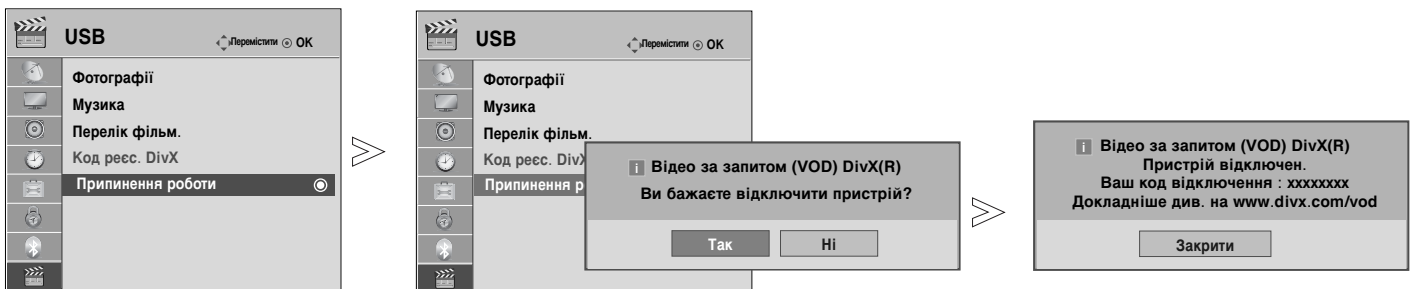 USB
Перемістити OK
Фотографії
Музика
Перелік фільм.
Код реєс. DivX
Припинення роботи
USB
Перемістити OK
Фотографії
Музика
Перелік фільм.
Код реєс. DivX
Припинення р
i Відео за запитом (VOD) DivX(R)
Ви бажаєте відключити пристрій?
Так
Ні
i Відео за запитом (VOD) DivX(R)
Пристрій відключен.
Ваш код відключення : xxxxxxxx
Докладніше див. на www.divx.com/vod
Закрити